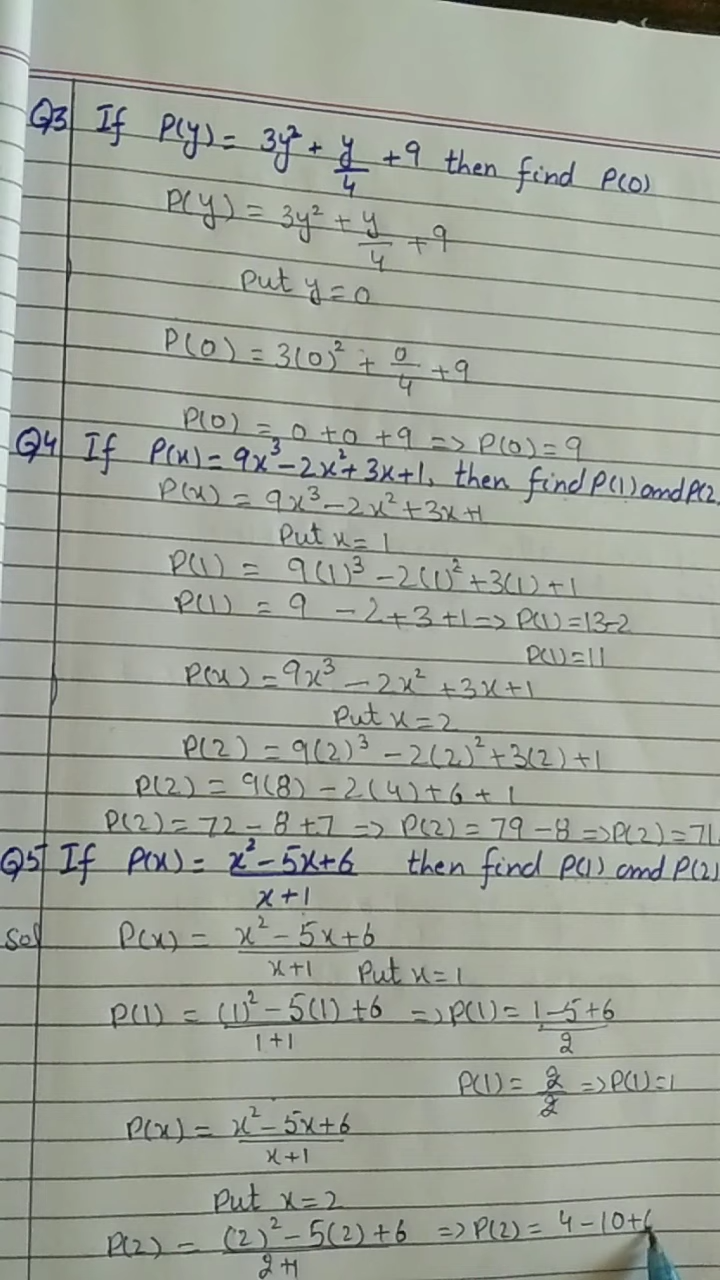 Q3 If P(y) = 3y² + y/4 + 9 then find P(0)
P(y) = 3y² + y/4 + 9
Put y = 0
P(0) = 3(0)² + 0/4 + 9
P(0) = 0 + 0 + 9 => P(0) = 9
Q4 If P(x) = 9x³ - 2x² + 3x + 1, then find P(1) and P(2
P(x) = 9x³ - 2x² + 3x + 1
Put x = 1
P(1) = 9(1)³ - 2(1)² + 3(1) + 1
P(1) = 9 - 2 + 3 + 1 => P(1) = 13-2
P(1) = 11
P(x) = 9x³ - 2x² + 3x + 1
Put x = 2
P(2) = 9(2)³ - 2(2)² + 3(2) + 1
P(2) = 9(8) - 2(4) + 6 + 1
P(2) = 72 - 8 + 7 => P(2) = 79 - 8 => P(2) = 71
Q5 If P(x) = x² - 5x + 6 / x + 1 then find P(1) and P(2)
Sol P(x) = x² - 5x + 6 / x + 1 Put x = 1
P(1) = (1)² - 5(1) + 6 / 1 + 1 => P(1) = 1 - 5 + 6 / 2
P(1) = 2/2 => P(1) = 1
P(x) = x² - 5x + 6 / x + 1
Put x = 2
P(2) = (2)² - 5(2) + 6 / 2 + 1 => P(2) = 4 - 10 + 6